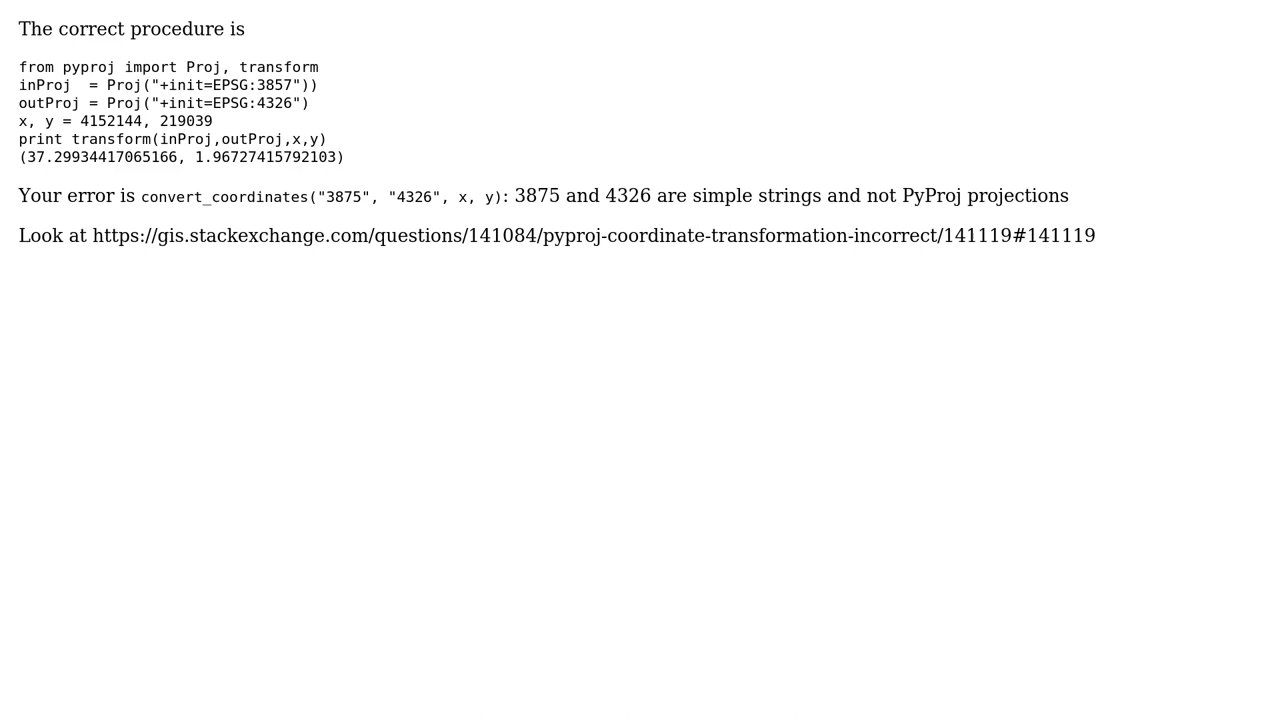 The correct procedure is
from pyproj import Proj, transform
inProj  = Proj("+init=EPSG:3857"))
outProj = Proj("+init=EPSG:4326")
x, y = 4152144, 219039
print transform(inProj,outProj,x,y)
(37.29934417065166, 1.96727415792103)
Your error is convert_coordinates("3875", "4326", x, y): 3875 and 4326 are simple strings and not PyProj projections
Look at https://gis.stackexchange.com/questions/141084/pyproj-coordinate-transformation-incorrect/141119#141119